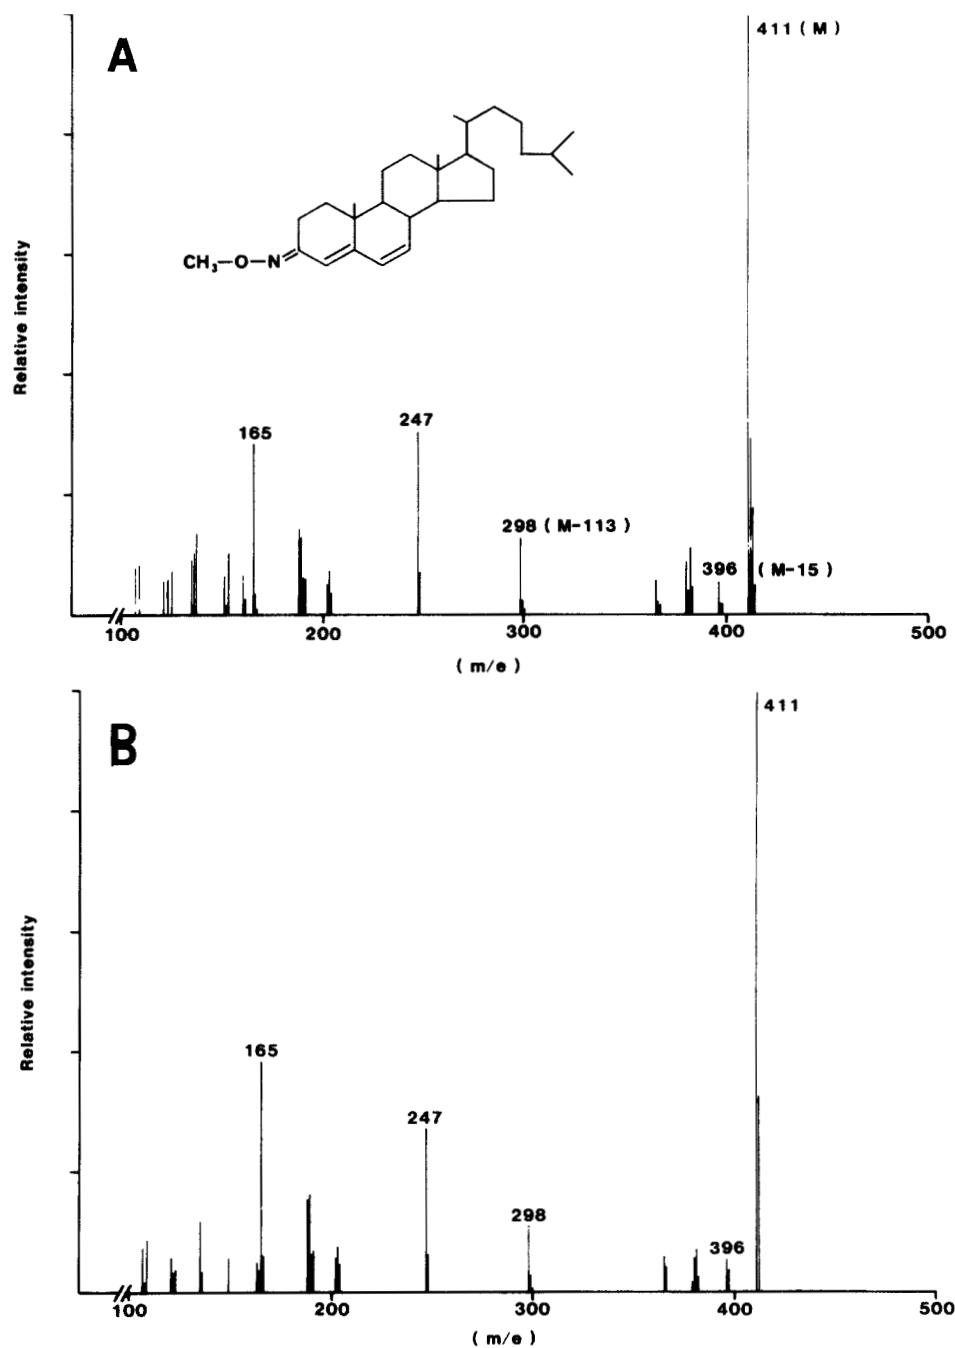 A
411 ( M )
CH3–O–N
Relative intensity
165
247
298 ( M-113 )
396 ( M-15 )
100 200 300 400 500
( m/e )
B
411
Relative intensity
165
247
298
396
100 200 300 400 500
( m/e )